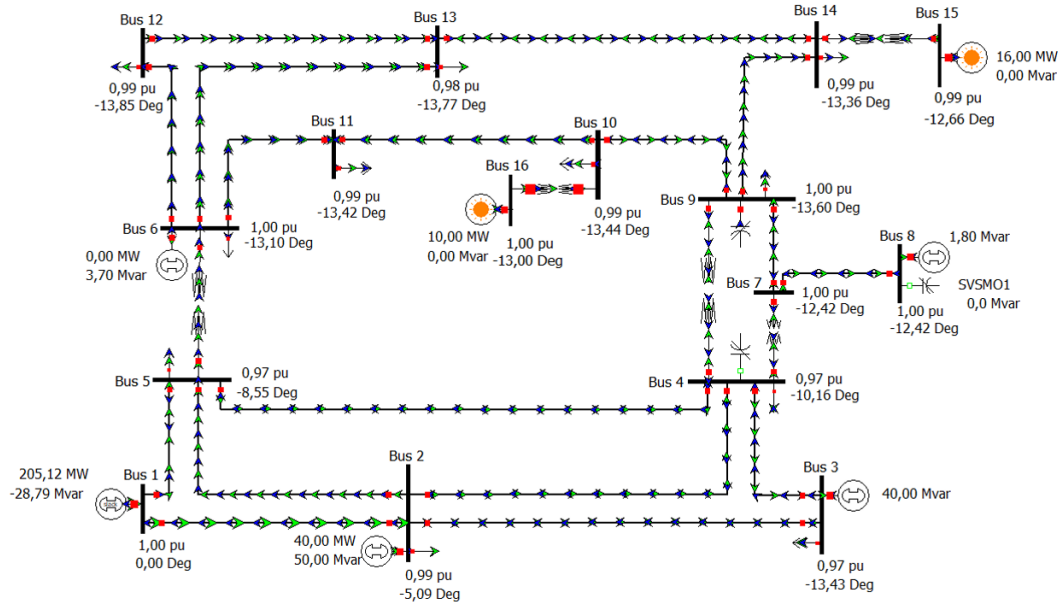 Bus 12
Bus 13
Bus 14
Bus 15
16,00 MW
0,00 Mvar
0,99 pu
-13,85 Deg
0,98 pu
-13,77 Deg
0,99 pu
-13,36 Deg
0,99 pu
-12,66 Deg
Bus 11
Bus 10
Bus 16
0,99 pu
-13,42 Deg
0,99 pu
-13,44 Deg
10,00 MW
0,00 Mvar
1,00 pu
-13,00 Deg
Bus 9
1,00 pu
-13,60 Deg
Bus 6
1,00 pu
-13,10 Deg
0,00 MW
3,70 Mvar
Bus 8
1,80 Mvar
SVSMO1
0,0 Mvar
1,00 pu
-12,42 Deg
Bus 7
1,00 pu
-12,42 Deg
Bus 5
0,97 pu
-8,55 Deg
Bus 4
0,97 pu
-10,16 Deg
Bus 1
205,12 MW
-28,79 Mvar
1,00 pu
0,00 Deg
Bus 2
40,00 MW
50,00 Mvar
0,99 pu
-5,09 Deg
Bus 3
40,00 Mvar
0,97 pu
-13,43 Deg